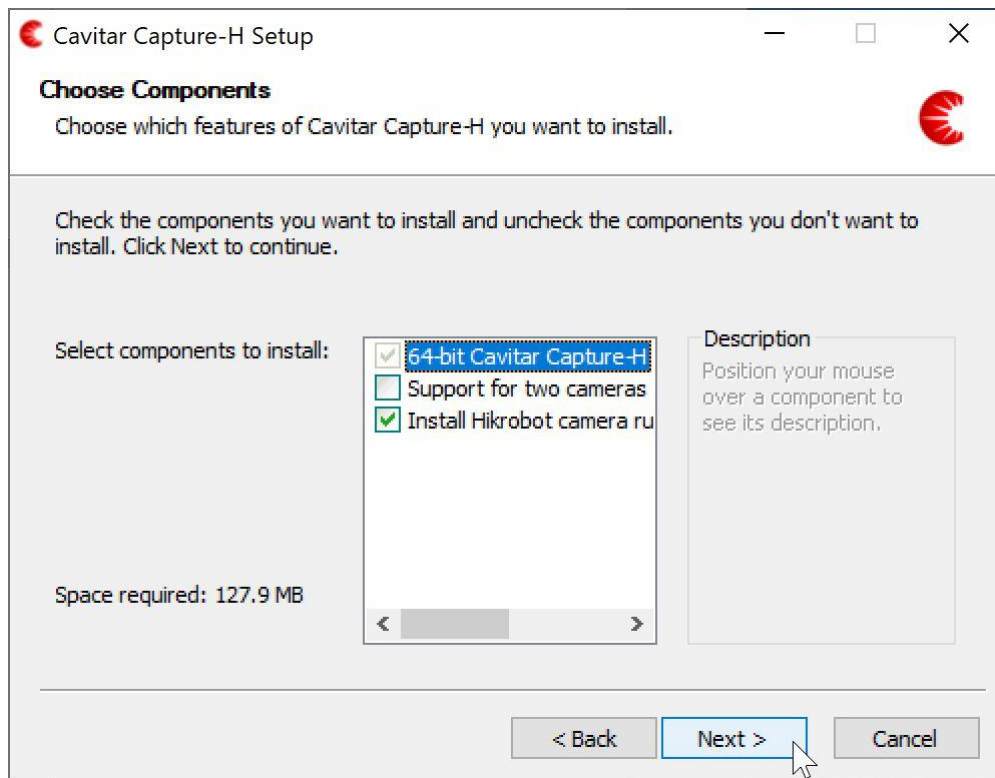 Cavitar Capture-H Setup
Choose Components
Choose which features of Cavitar Capture-H you want to install.
Check the components you want to install and uncheck the components you don't want to
install. Click Next to continue.
Select components to install:
64-bit Cavitar Capture-H
Support for two cameras
Install Hikrobot camera ru
Description
Position your mouse
over a component to
see its description.
Space required: 127.9 MB
< Back
Next >
Cancel